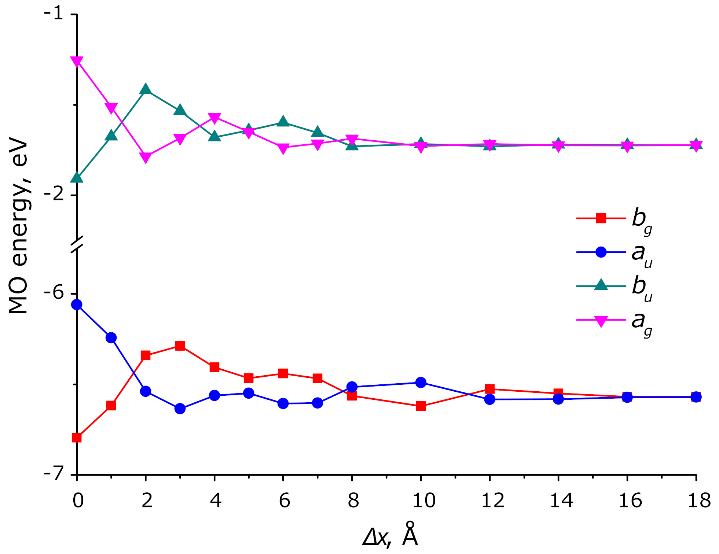 -1
-2
-6
-7
MO energy, eV
b_g
a_u
b_u
a_g
0 2 4 6 8 10 12 14 16 18
Δx, Å